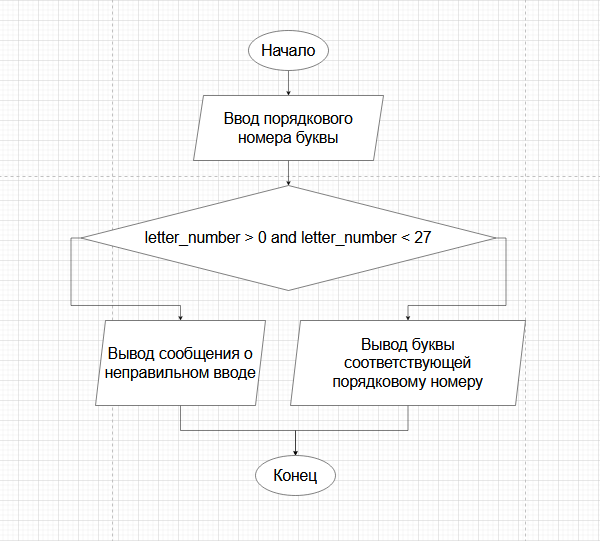 Начало
Ввод порядкового
номера буквы
letter_number > 0 and letter_number < 27
Вывод сообщения о
неправильном вводе
Вывод буквы
соответствующей
порядковому номеру
Конец